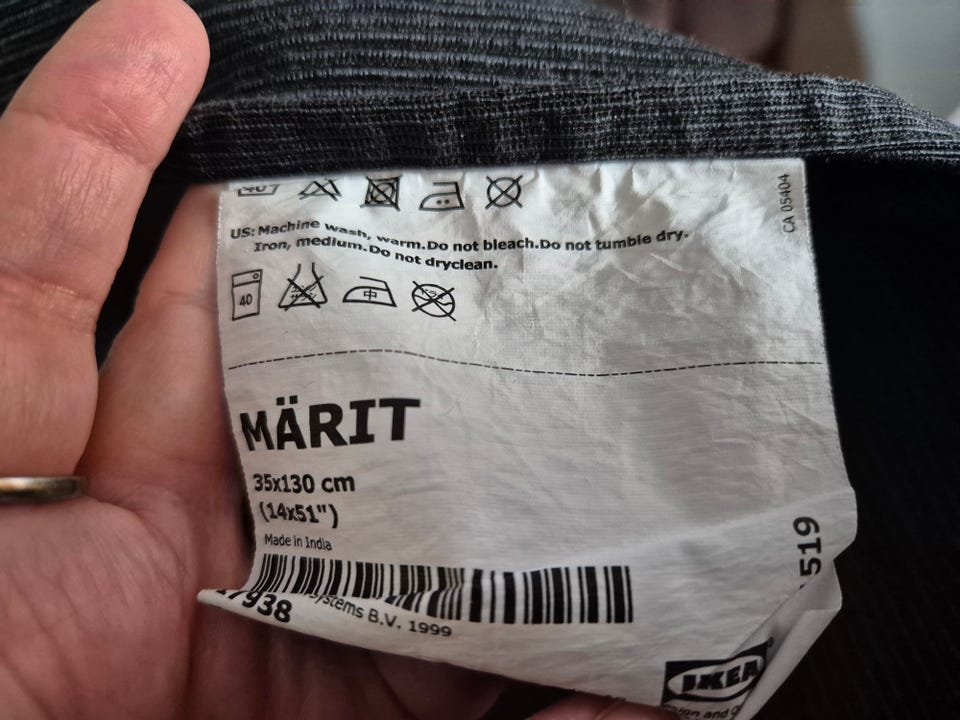 CA 05404
US: Machine wash, warm.Do not bleach.Do not tumble dry.
Iron, medium.Do not dryclean.
40
MÄRIT
35x130 cm
(14x51")
Made in India
519
7938
ystems B.V. 1999
IKEA